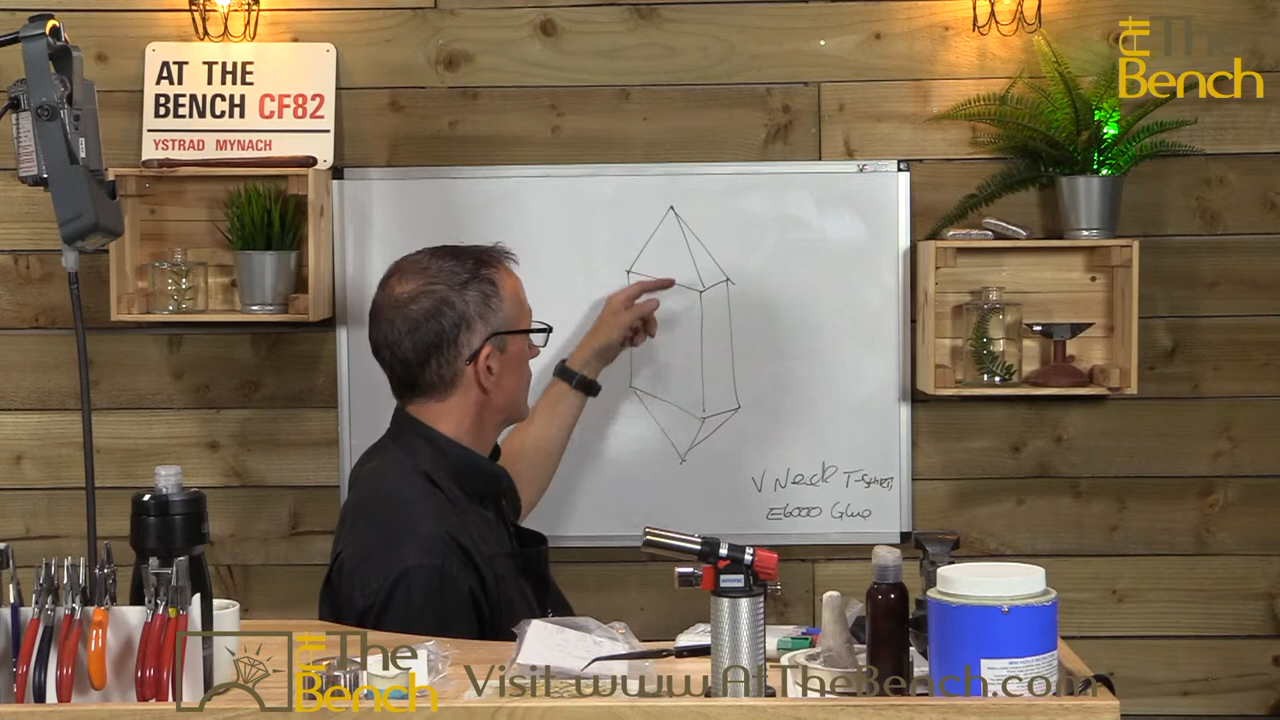 AT THE
BENCH CF82
YSTRAD MYNACH
At The
Bench
V Neck T-Shirt
E6000 Glue
At The
Bench
Visit www.AtTheBench.com